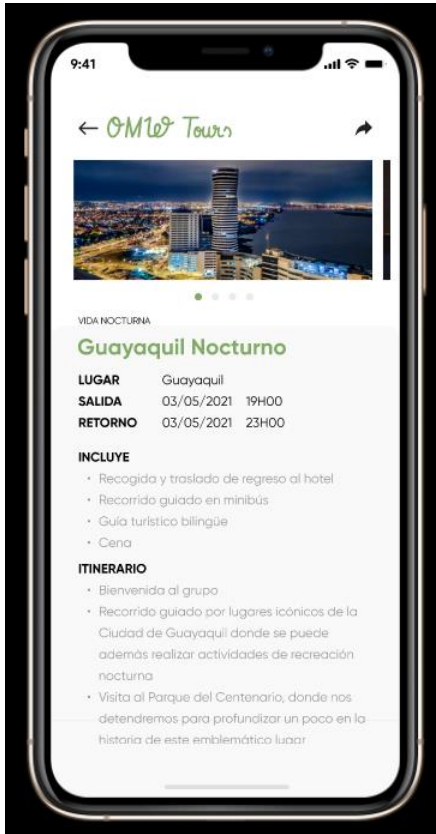 9:41
OMW Tours
VIDA NOCTURNA
Guayaquil Nocturno
LUGAR Guayaquil
SALIDA 03/05/2021 19H00
RETORNO 03/05/2021 23H00
INCLUYE
• Recogida y traslado de regreso al hotel
• Recorrido guiado en minibús
• Guía turístico bilingüe
• Cena
ITINERARIO
• Bienvenida al grupo
• Recorrido guiado por lugares icónicos de la
Ciudad de Guayaquil donde se puede
además realizar actividades de recreación
nocturna
• Visita al Parque del Centenario, donde nos
detendremos para profundizar un poco en la
historia de este emblemático lugar